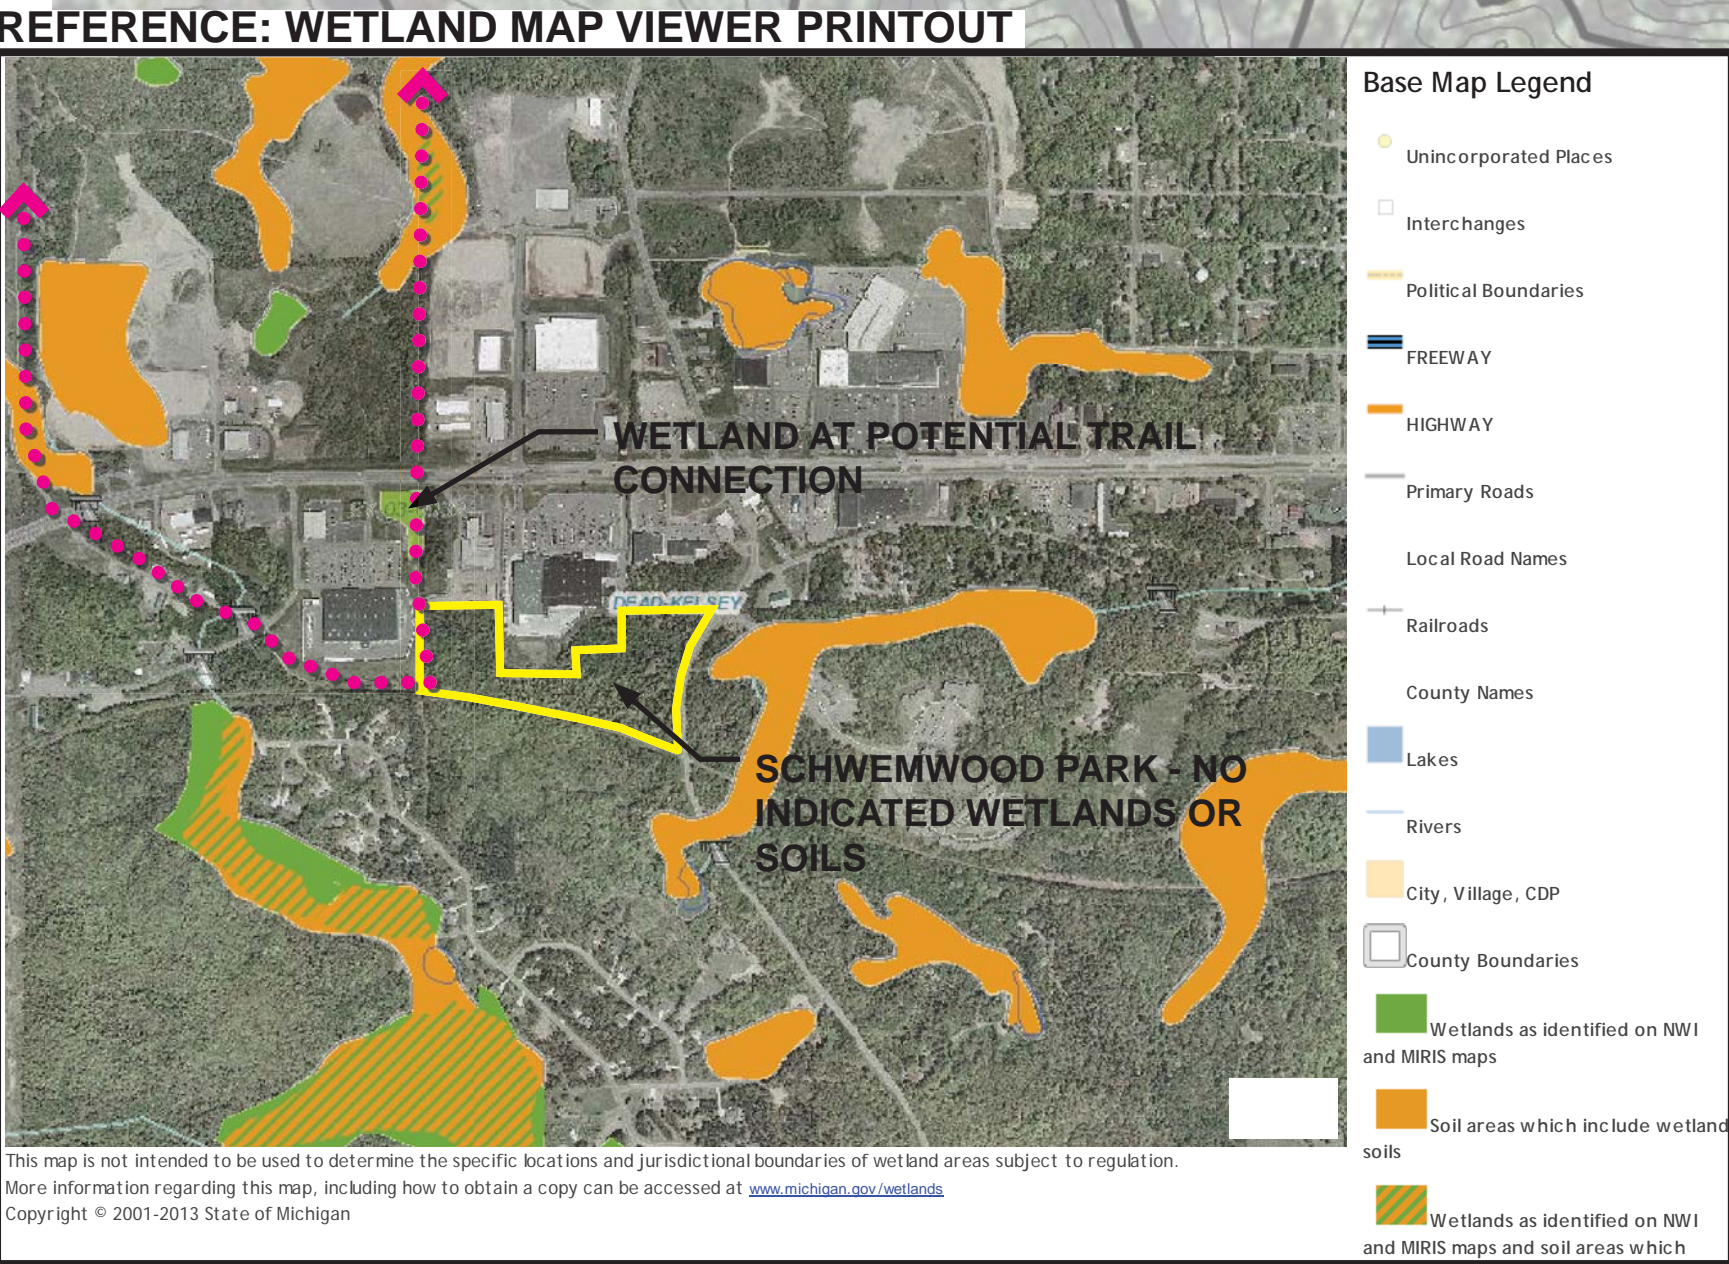 REFERENCE: WETLAND MAP VIEWER PRINTOUT
WETLAND AT POTENTIAL TRAIL
CONNECTION
DEAD-KELSEY
SCHWEMWOOD PARK - NO
INDICATED WETLANDS OR
SOILS
Base Map Legend
Unincorporated Places
Interchanges
Political Boundaries
FREEWAY
HIGHWAY
Primary Roads
Local Road Names
Railroads
County Names
Lakes
Rivers
City, Village, CDP
County Boundaries
Wetlands as identified on NWI
and MIRIS maps
Soil areas which include wetland
soils
Wetlands as identified on NWI
and MIRIS maps and soil areas which
This map is not intended to be used to determine the specific locations and jurisdictional boundaries of wetland areas subject to regulation.
More information regarding this map, including how to obtain a copy can be accessed at www.michigan.gov/wetlands
Copyright © 2001-2013 State of Michigan